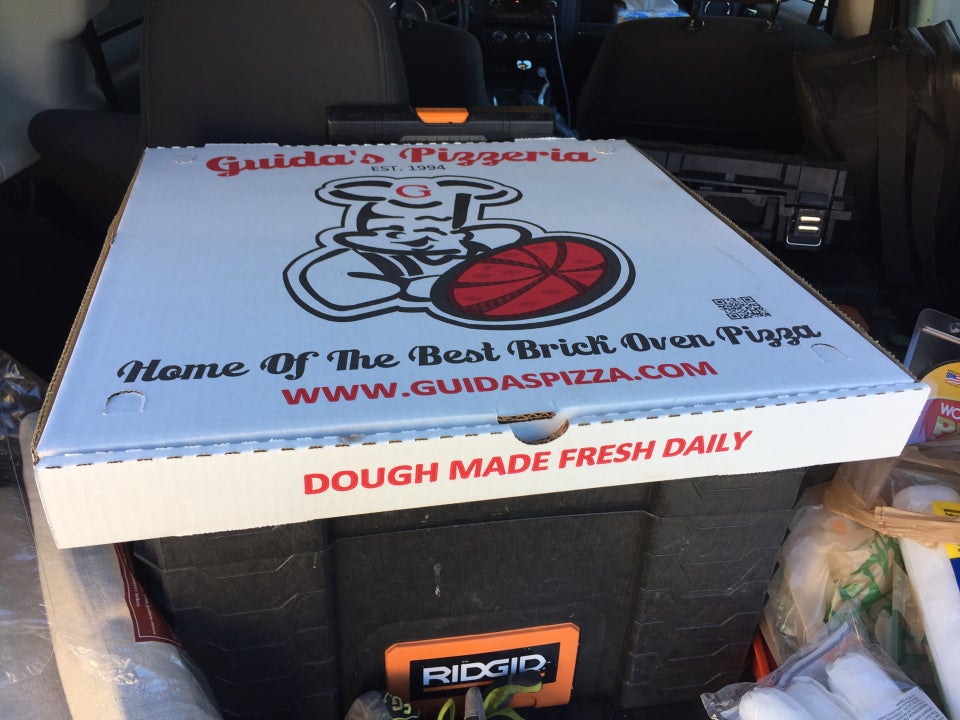 Guida's Pizzeria
EST. 1994
G
Home Of The Best Brick Oven Pizza
WWW.GUIDASPIZZA.COM
DOUGH MADE FRESH DAILY
RIDGID